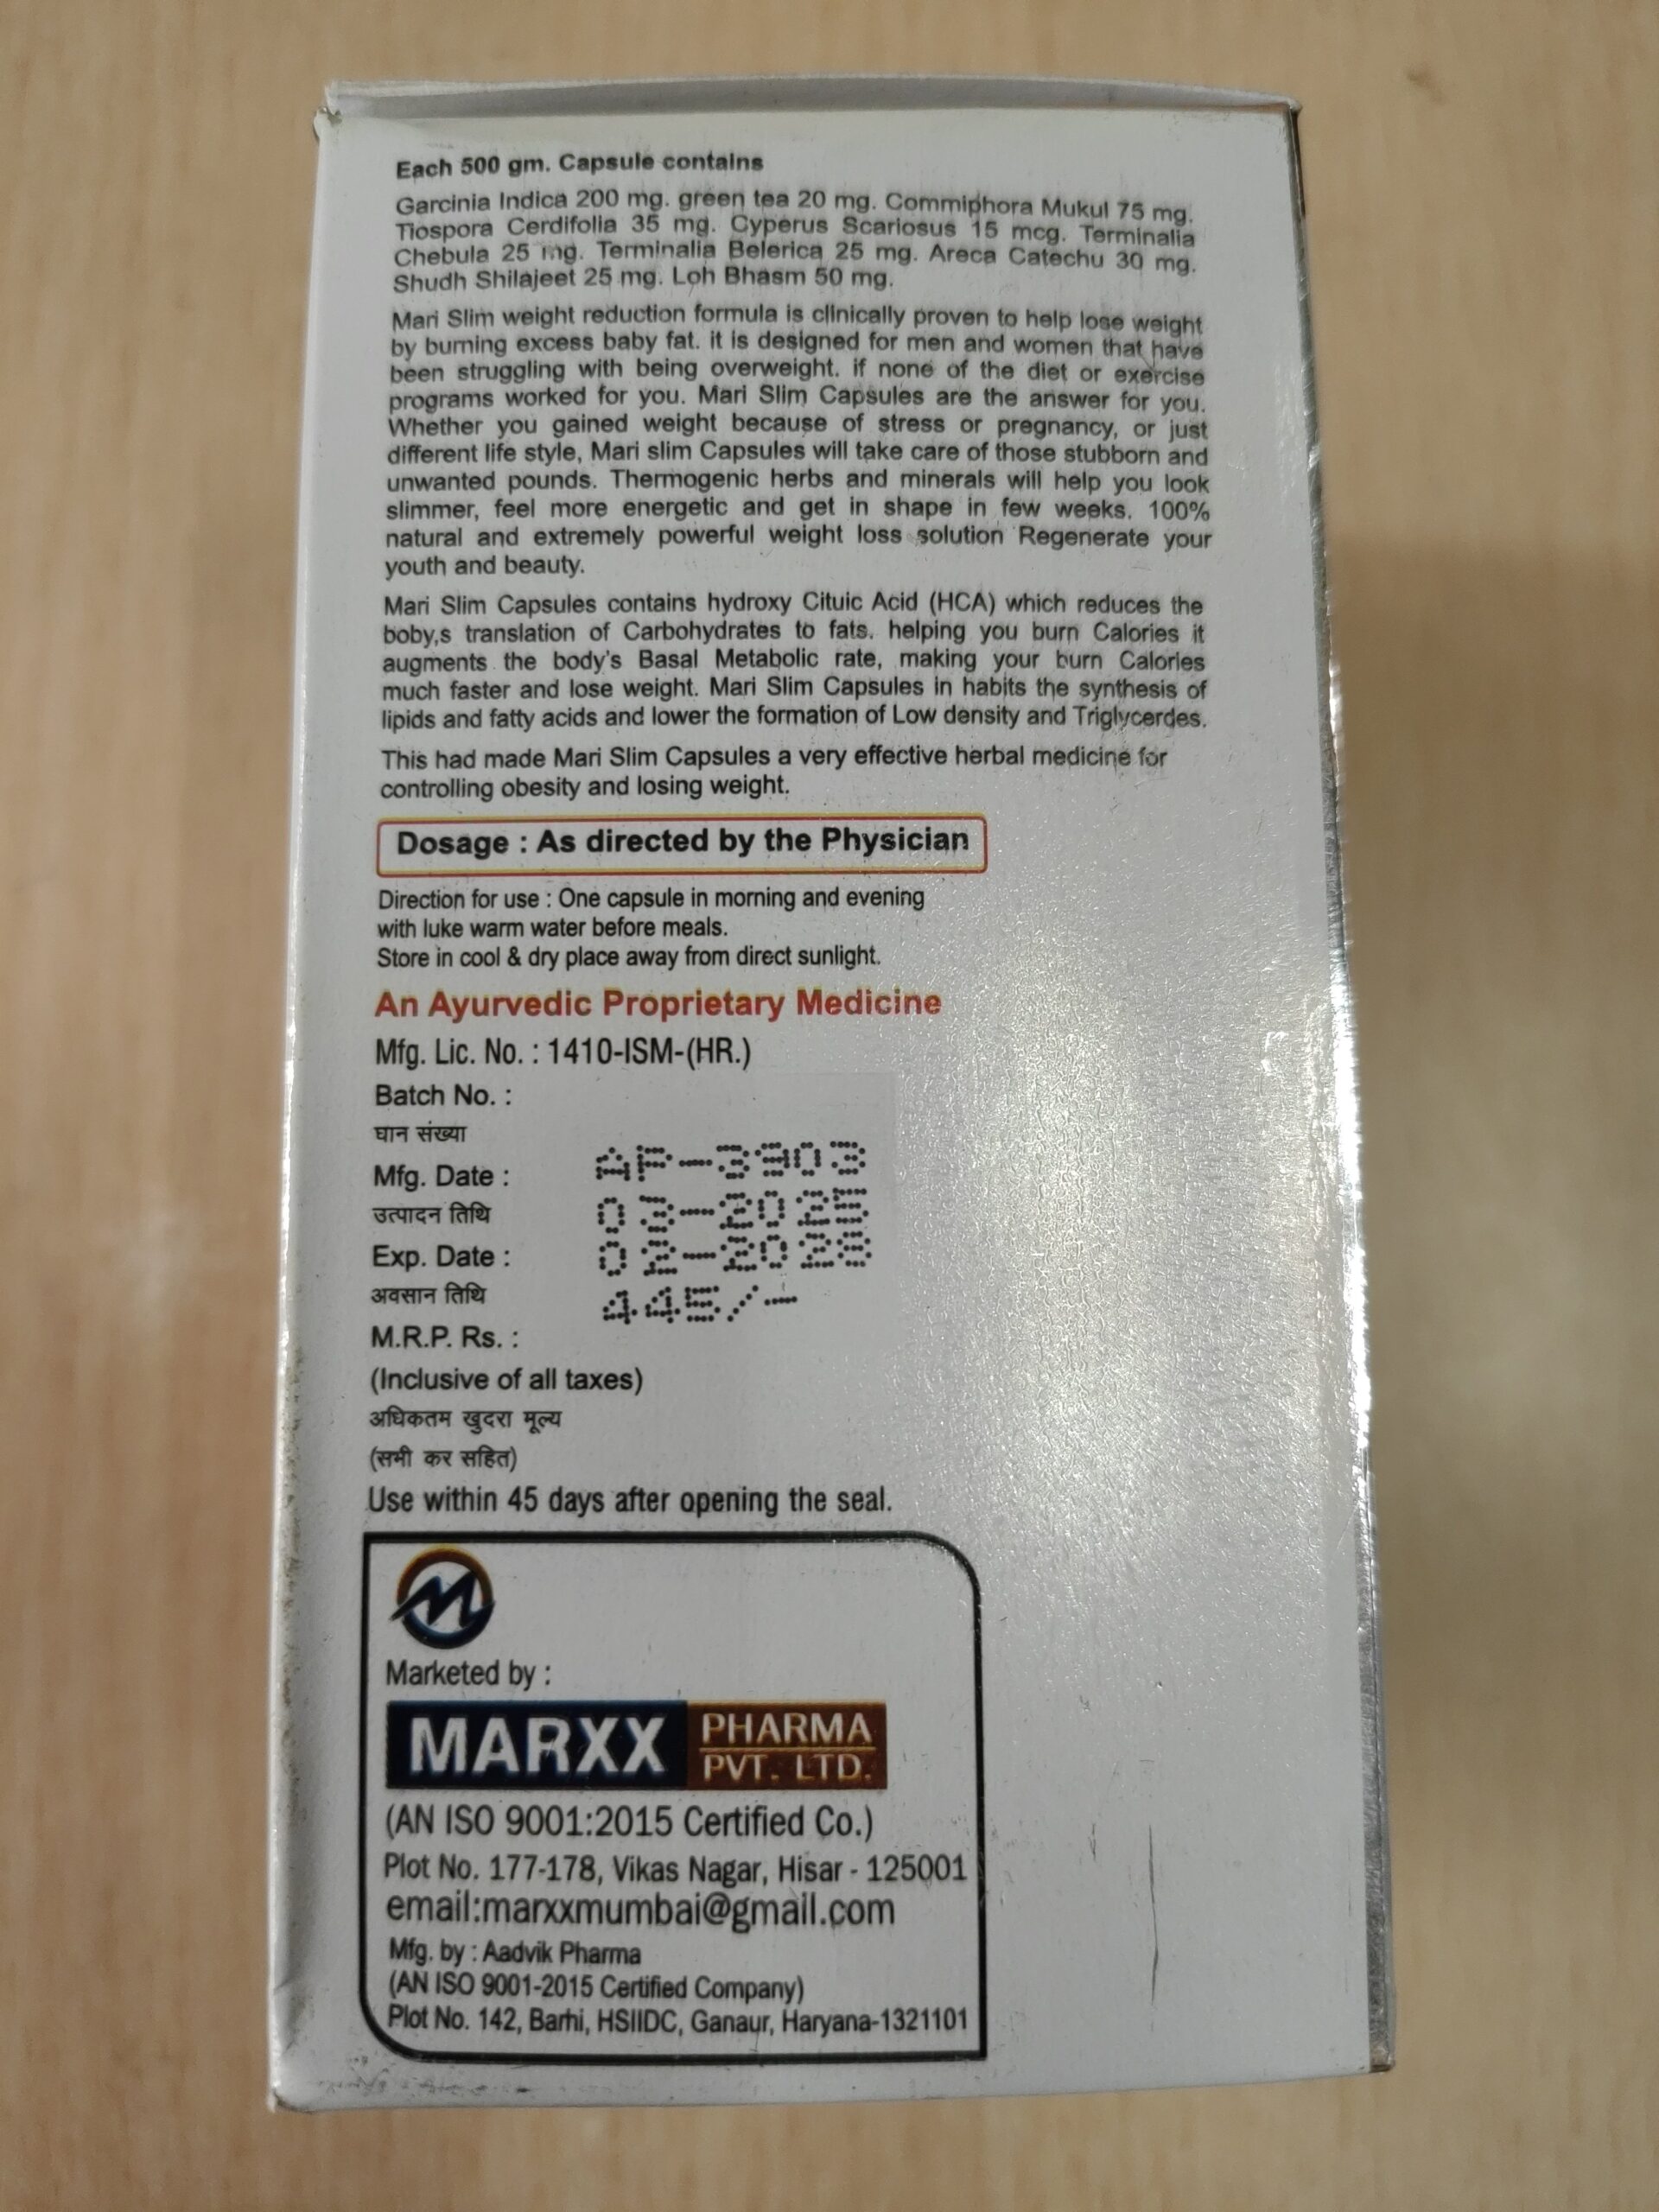 Each 500 gm. Capsule contains
Garcinia Indica 200 mg. green tea 20 mg. Commiphora Mukul 75 mg.
Tiospora Cerdifolia 35 mg. Cyperus Scariosus 15 mcg. Terminalia
Chebula 25 mg. Terminalia Belerica 25 mg. Areca Catechu 30 mg.
Shudh Shilajeet 25 mg. Loh Bhasm 50 mg.
Mari Slim weight reduction formula is clinically proven to help lose weight
by burning excess baby fat. it is designed for men and women that have
been struggling with being overweight. if none of the diet or exercise
programs worked for you. Mari Slim Capsules are the answer for you.
Whether you gained weight because of stress or pregnancy, or just
different life style, Mari slim Capsules will take care of those stubborn and
unwanted pounds. Thermogenic herbs and minerals will help you look
slimmer, feel more energetic and get in shape in few weeks. 100%
natural and extremely powerful weight loss solution Regenerate your
youth and beauty.
Mari Slim Capsules contains hydroxy Cituic Acid (HCA) which reduces the
boby,s translation of Carbohydrates to fats. helping you burn Calories it
augments the body's Basal Metabolic rate, making your burn Calories
much faster and lose weight. Mari Slim Capsules in habits the synthesis of
lipids and fatty acids and lower the formation of Low density and Triglycerdes.
This had made Mari Slim Capsules a very effective herbal medicine for
controlling obesity and losing weight.
Dosage : As directed by the Physician
Direction for use : One capsule in morning and evening
with luke warm water before meals.
Store in cool & dry place away from direct sunlight.
An Ayurvedic Proprietary Medicine
Mfg. Lic. No. : 1410-ISM-(HR.)
Batch No. :
घान संख्या
AP-3903
Mfg. Date :
उत्पादन तिथि
03-2025
Exp. Date :
02-2028
अवसान तिथि
445/-
M.R.P. Rs. :
(Inclusive of all taxes)
अधिकतम खुदरा मूल्य
(सभी कर सहित)
Use within 45 days after opening the seal.
M
Marketed by :
MARXX PHARMA PVT. LTD.
(AN ISO 9001:2015 Certified Co.)
Plot No. 177-178, Vikas Nagar, Hisar - 125001
email:marxxmumbai@gmail.com
Mfg. by : Aadvik Pharma
(AN ISO 9001-2015 Certified Company)
Plot No. 142, Barhi, HSIIDC, Ganaur, Haryana-1321101